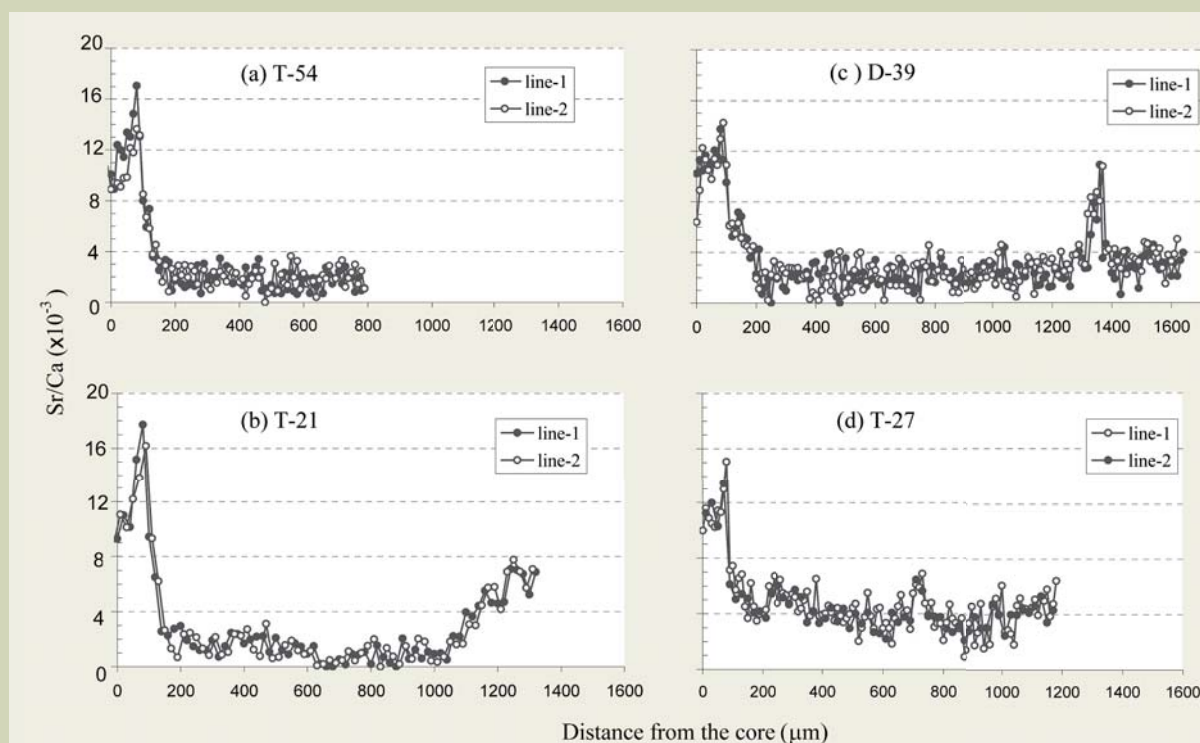 Sr/Ca (x10⁻³)
(a) T-54
line-1
line-2
20
16
12
8
4
0
0 200 400 600 800 1000 1200 1400 1600
(c ) D-39
line-1
line-2
0 200 400 600 800 1000 1200 1400 1600
(b) T-21
line-1
line-2
20
16
12
8
4
0
0 200 400 600 800 1000 1200 1400 1600
(d) T-27
line-1
line-2
0 200 400 600 800 1000 1200 1400 1600
Distance from the core (μm)